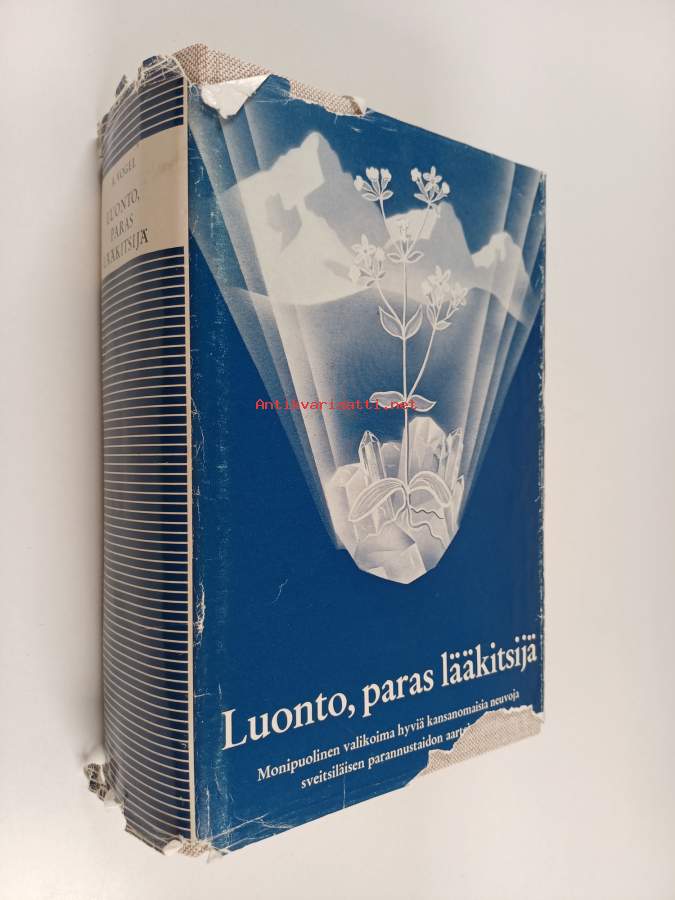 A. VOGEL
LUONTO,
PARAS
LÄÄKITSIJÄ
Antikvariaatti.net
Luonto, paras lääkitsijä
Monipuolinen valikoima hyviä kansanomaisia neuvoja
sveitsiläisen parannustaidon